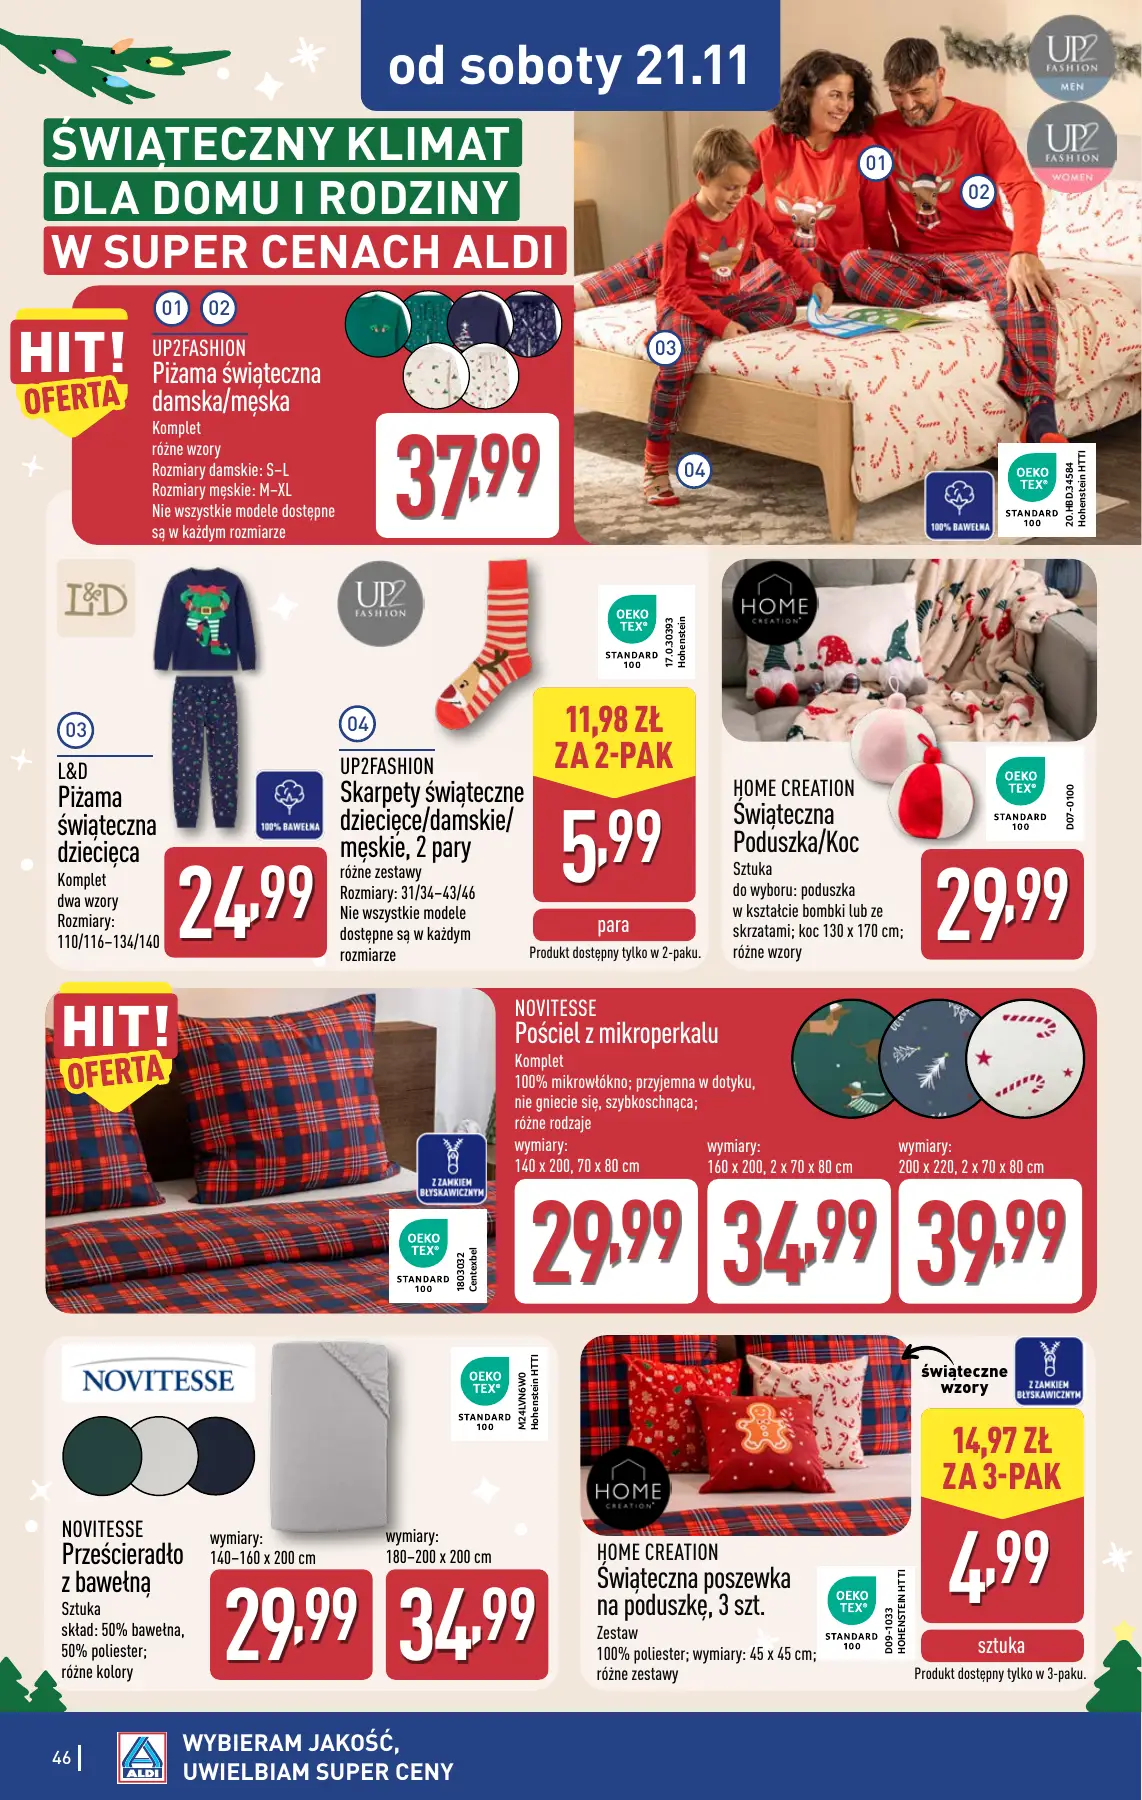 od soboty 21.11
UP2
FASHION
MEN
UP2
FASHION
WOMEN
ŚWIĄTECZNY KLIMAT
DLA DOMU I RODZINY
W SUPER CENACH ALDI
01
02
03
04
HIT!
OFERTA
01 02
UP2FASHION
Piżama świąteczna
damska/męska
Komplet
różne wzory
Rozmiary damskie: S–L
Rozmiary męskie: M–XL
Nie wszystkie modele dostępne
są w każdym rozmiarze
37,99
100% BAWEŁNA
OEKO
TEX®
STANDARD
100
20.HBD.34584
Hohenstein HTTI
L&D
03
L&D
Piżama
świąteczna
dziecięca
Komplet
dwa wzory
Rozmiary:
110/116–134/140
100% BAWEŁNA
24,99
UP2
FASHION
04
UP2FASHION
Skarpety świąteczne
dziecięce/damskie/
męskie, 2 pary
różne zestawy
Rozmiary: 31/34–43/46
Nie wszystkie modele
dostępne są w każdym
rozmiarze
OEKO
TEX®
STANDARD
100
17.0.30393
Hohenstein
11,98 ZŁ
ZA 2-PAK
5,99
para
Produkt dostępny tylko w 2-paku.
HOME
CREATION
HOME CREATION
Świąteczna
Poduszka/Koc
Sztuka
do wyboru: poduszka
w kształcie bombki lub ze
skrzatami; koc 130 x 170 cm;
różne wzory
OEKO
TEX®
STANDARD
100
D07-0100
29,99
HIT!
OFERTA
NOVITESSE
Pościel z mikroperkalu
Komplet
100% mikrowłókno; przyjemna w dotyku,
nie gniecie się, szybkoschnąca;
różne rodzaje
wymiary:
140 x 200, 70 x 80 cm
29,99
wymiary:
160 x 200, 2 x 70 x 80 cm
34,99
wymiary:
200 x 220, 2 x 70 x 80 cm
39,99
Z ZAMKIEM
BŁYSKAWICZNYM
OEKO
TEX®
STANDARD
100
1803032
Centexbel
NOVITESSE
NOVITESSE
Prześcieradło
z bawełną
Sztuka
skład: 50% bawełna,
50% poliester;
różne kolory
wymiary:
140–160 x 200 cm
29,99
wymiary:
180–200 x 200 cm
34,99
OEKO
TEX®
STANDARD
100
M24LVN6WO
Hohenstein HTTI
HOME
CREATION®
świąteczne
wzory
Z ZAMKIEM
BŁYSKAWICZNYM
HOME CREATION
Świąteczna poszewka
na poduszkę, 3 szt.
Zestaw
100% poliester; wymiary: 45 x 45 cm;
różne zestawy
OEKO
TEX®
STANDARD
100
D09-1033
HOHENSTEIN HTTI
14,97 ZŁ
ZA 3-PAK
4,99
sztuka
Produkt dostępny tylko w 3-paku.
46
ALDI
WYBIERAM JAKOŚĆ,
UWIELBIAM SUPER CENY